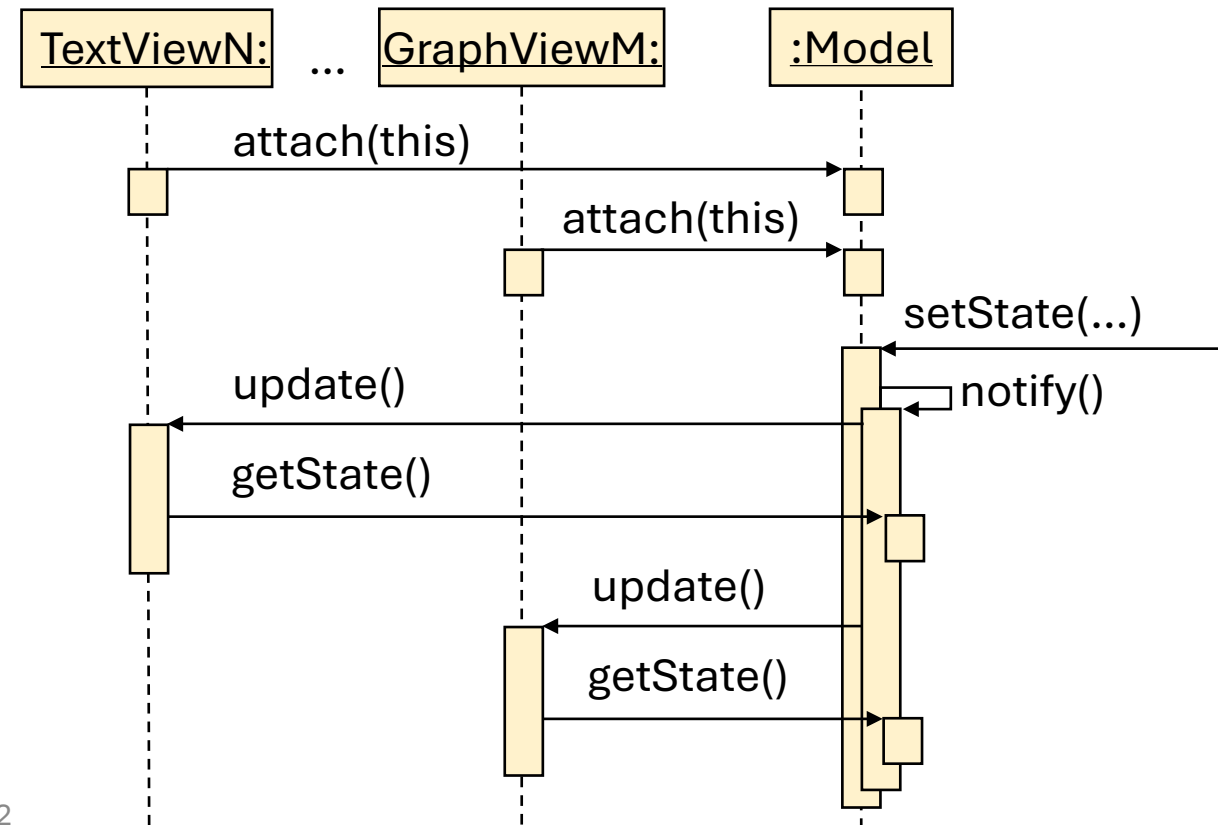 TextViewN:
...
GraphViewM:
:Model
attach(this)
attach(this)
setState(...)
notify()
update()
getState()
update()
getState()
2